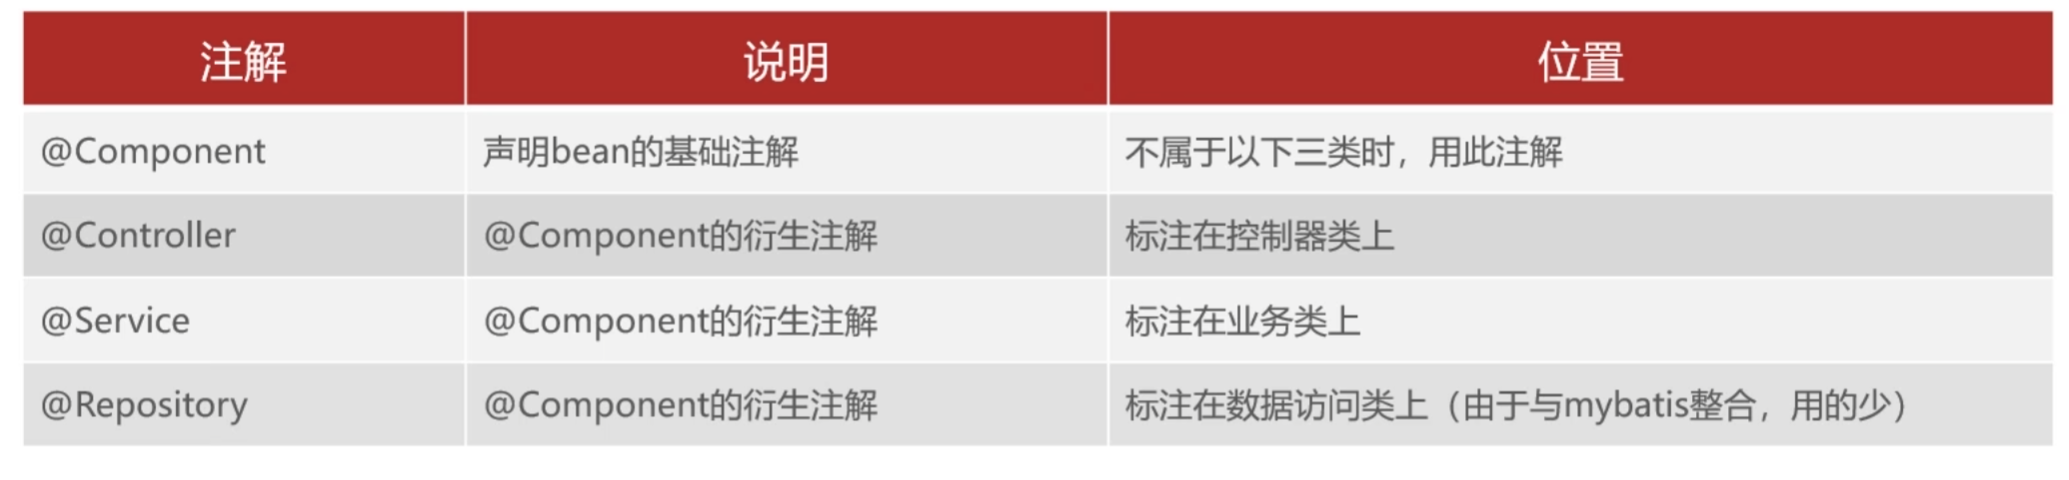 注解 说明 位置
@Component 声明bean的基础注解 不属于以下三类时，用此注解
@Controller @Component的衍生注解 标注在控制器类上
@Service @Component的衍生注解 标注在业务类上
@Repository @Component的衍生注解 标注在数据访问类上（由于与mybatis整合，用的少）